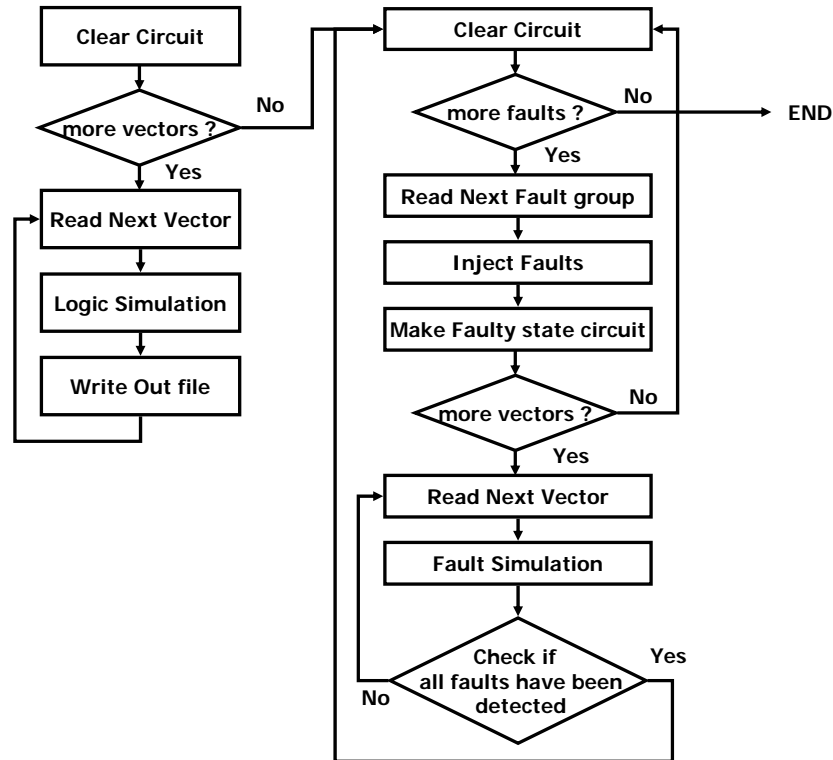 Clear Circuit
more vectors ?
No
Yes
Read Next Vector
Logic Simulation
Write Out file
Clear Circuit
more faults ?
No
END
Yes
Read Next Fault group
Inject Faults
Make Faulty state circuit
more vectors ?
No
Yes
Read Next Vector
Fault Simulation
Check if
all faults have been
detected
Yes
No